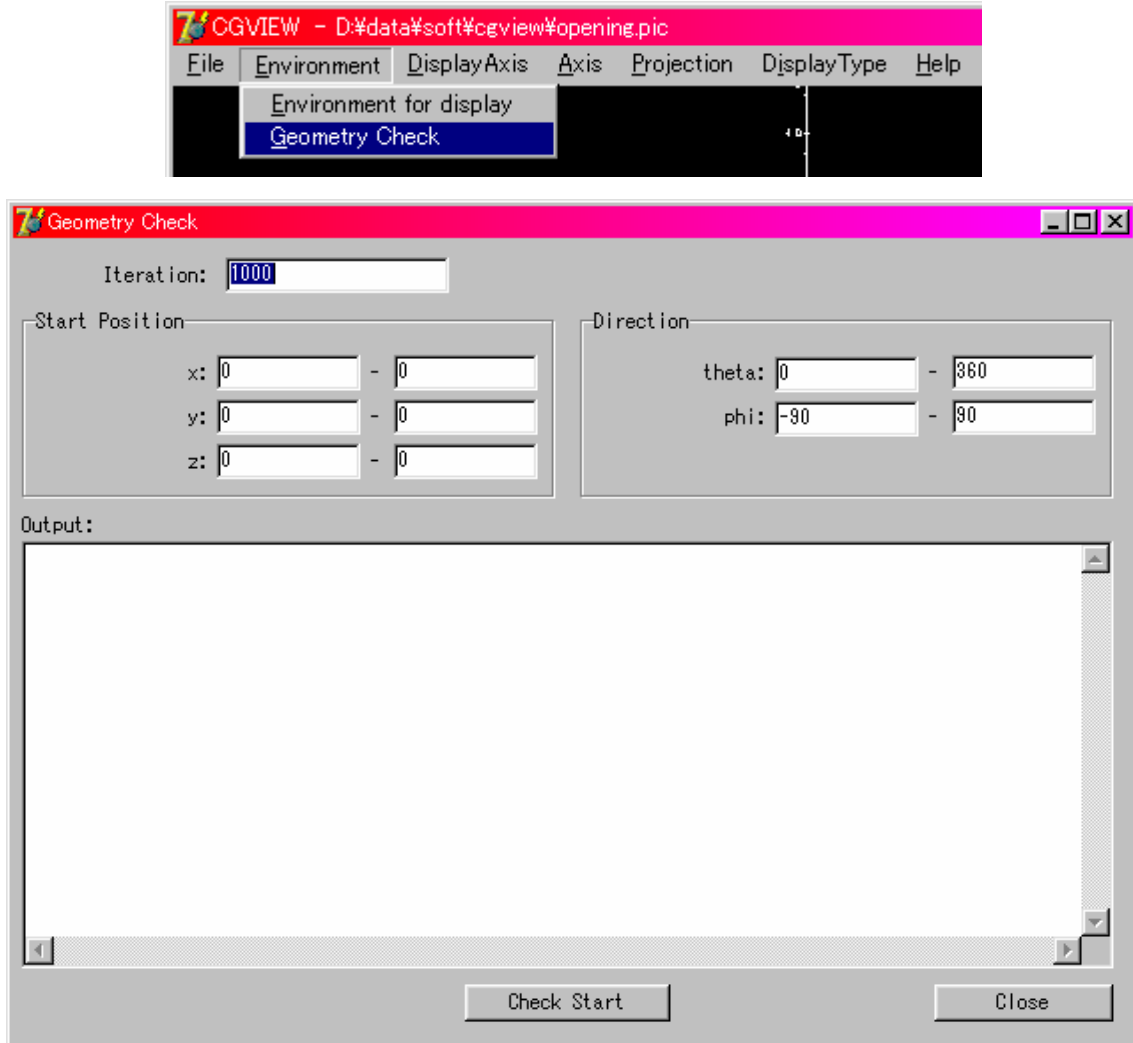 CGVIEW - D:¥data¥soft¥cgview¥opening.pic
File Environment DisplayAxis Axis Projection DisplayType Help
Environment for display
Geometry Check
Geometry Check
Iteration: 1000
Start Position
x: 0 - 0
y: 0 - 0
z: 0 - 0
Direction
theta: 0 - 360
phi: -90 - 90
Output:
Check Start Close